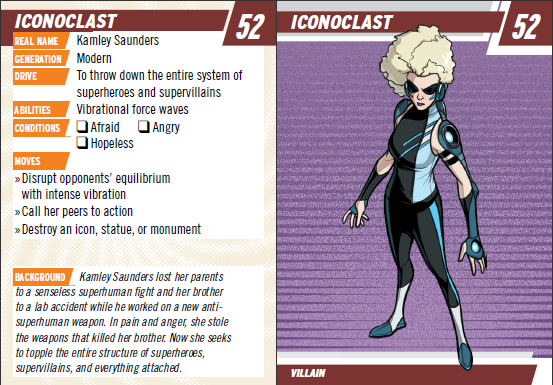 ICONOCLAST 52
REAL NAME Kamley Saunders
GENERATION Modern
DRIVE To throw down the entire system of
superheroes and supervillains
ABILITIES Vibrational force waves
CONDITIONS Afraid Angry
Hopeless
MOVES
» Disrupt opponents' equilibrium
with intense vibration
» Call her peers to action
» Destroy an icon, statue, or monument
BACKGROUND Kamley Saunders lost her parents
to a senseless superhuman fight and her brother
to a lab accident while he worked on a new anti-
superhuman weapon. In pain and anger, she stole
the weapons that killed her brother. Now she seeks
to topple the entire structure of superheroes,
supervillains, and everything attached.
ICONOCLAST 52
VILLAIN